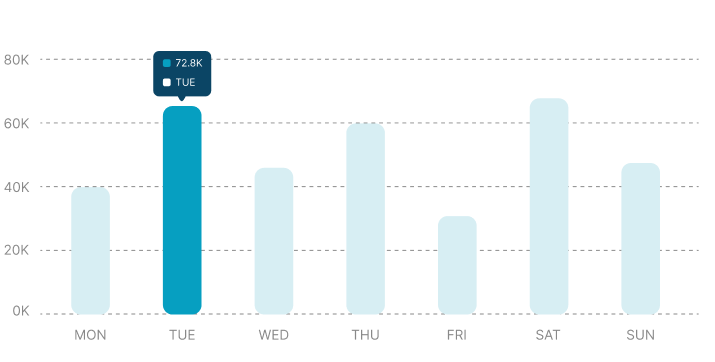 80K
72.8K
TUE
60K
40K
20K
0K
MON TUE WED THU FRI SAT SUN